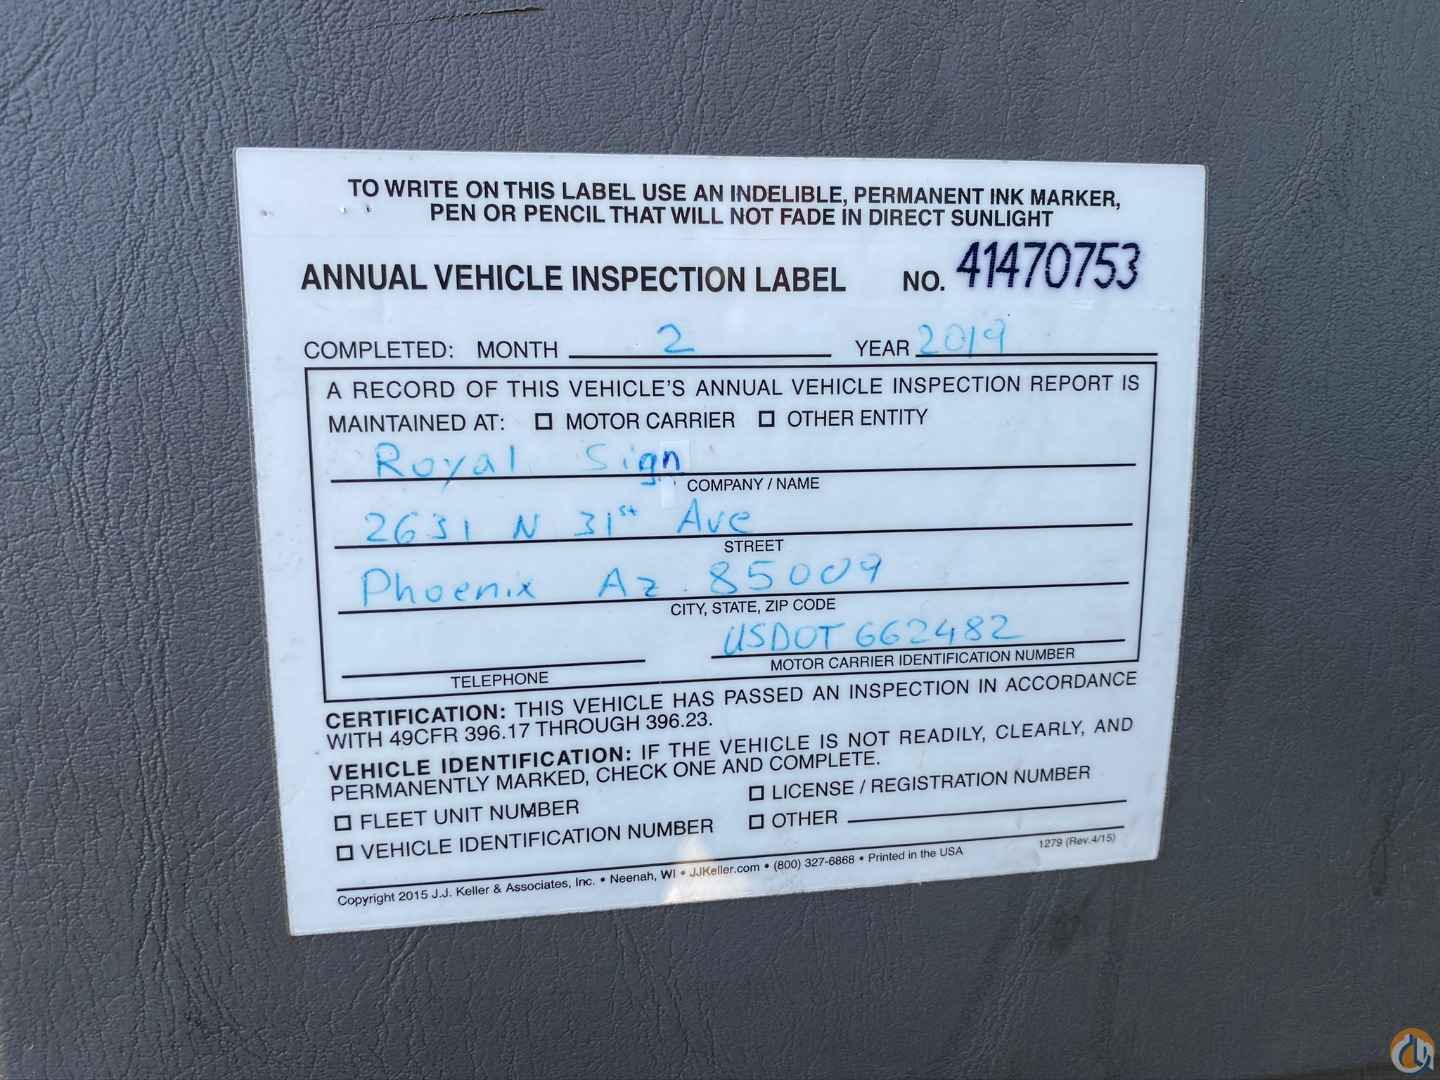 TO WRITE ON THIS LABEL USE AN INDELIBLE, PERMANENT INK MARKER,
PEN OR PENCIL THAT WILL NOT FADE IN DIRECT SUNLIGHT
ANNUAL VEHICLE INSPECTION LABEL NO. 41470753
COMPLETED: MONTH 2 YEAR 2019
A RECORD OF THIS VEHICLE'S ANNUAL VEHICLE INSPECTION REPORT IS
MAINTAINED AT: ☐ MOTOR CARRIER ☐ OTHER ENTITY
Royal Sign
COMPANY / NAME
2631 N 31st Ave
STREET
Phoenix Az. 85009
CITY, STATE, ZIP CODE
USDOT 662482
TELEPHONE MOTOR CARRIER IDENTIFICATION NUMBER
CERTIFICATION: THIS VEHICLE HAS PASSED AN INSPECTION IN ACCORDANCE
WITH 49CFR 396.17 THROUGH 396.23.
VEHICLE IDENTIFICATION: IF THE VEHICLE IS NOT READILY, CLEARLY, AND
PERMANENTLY MARKED, CHECK ONE AND COMPLETE.
☐ FLEET UNIT NUMBER ☐ LICENSE / REGISTRATION NUMBER
☐ VEHICLE IDENTIFICATION NUMBER ☐ OTHER
Copyright 2015 J.J. Keller & Associates, Inc. • Neenah, WI • JJKeller.com • (800) 327-6868 • Printed in the USA 1279 (Rev.4/15)